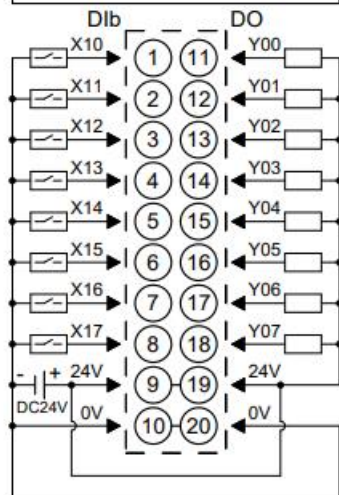 DIb DO
X10 1 11 Y00
X11 2 12 Y01
X12 3 13 Y02
X13 4 14 Y03
X14 5 15 Y04
X15 6 16 Y05
X16 7 17 Y06
X17 8 18 Y07
- + 24V 9 19 24V
DC24V 0V 10 20 0V